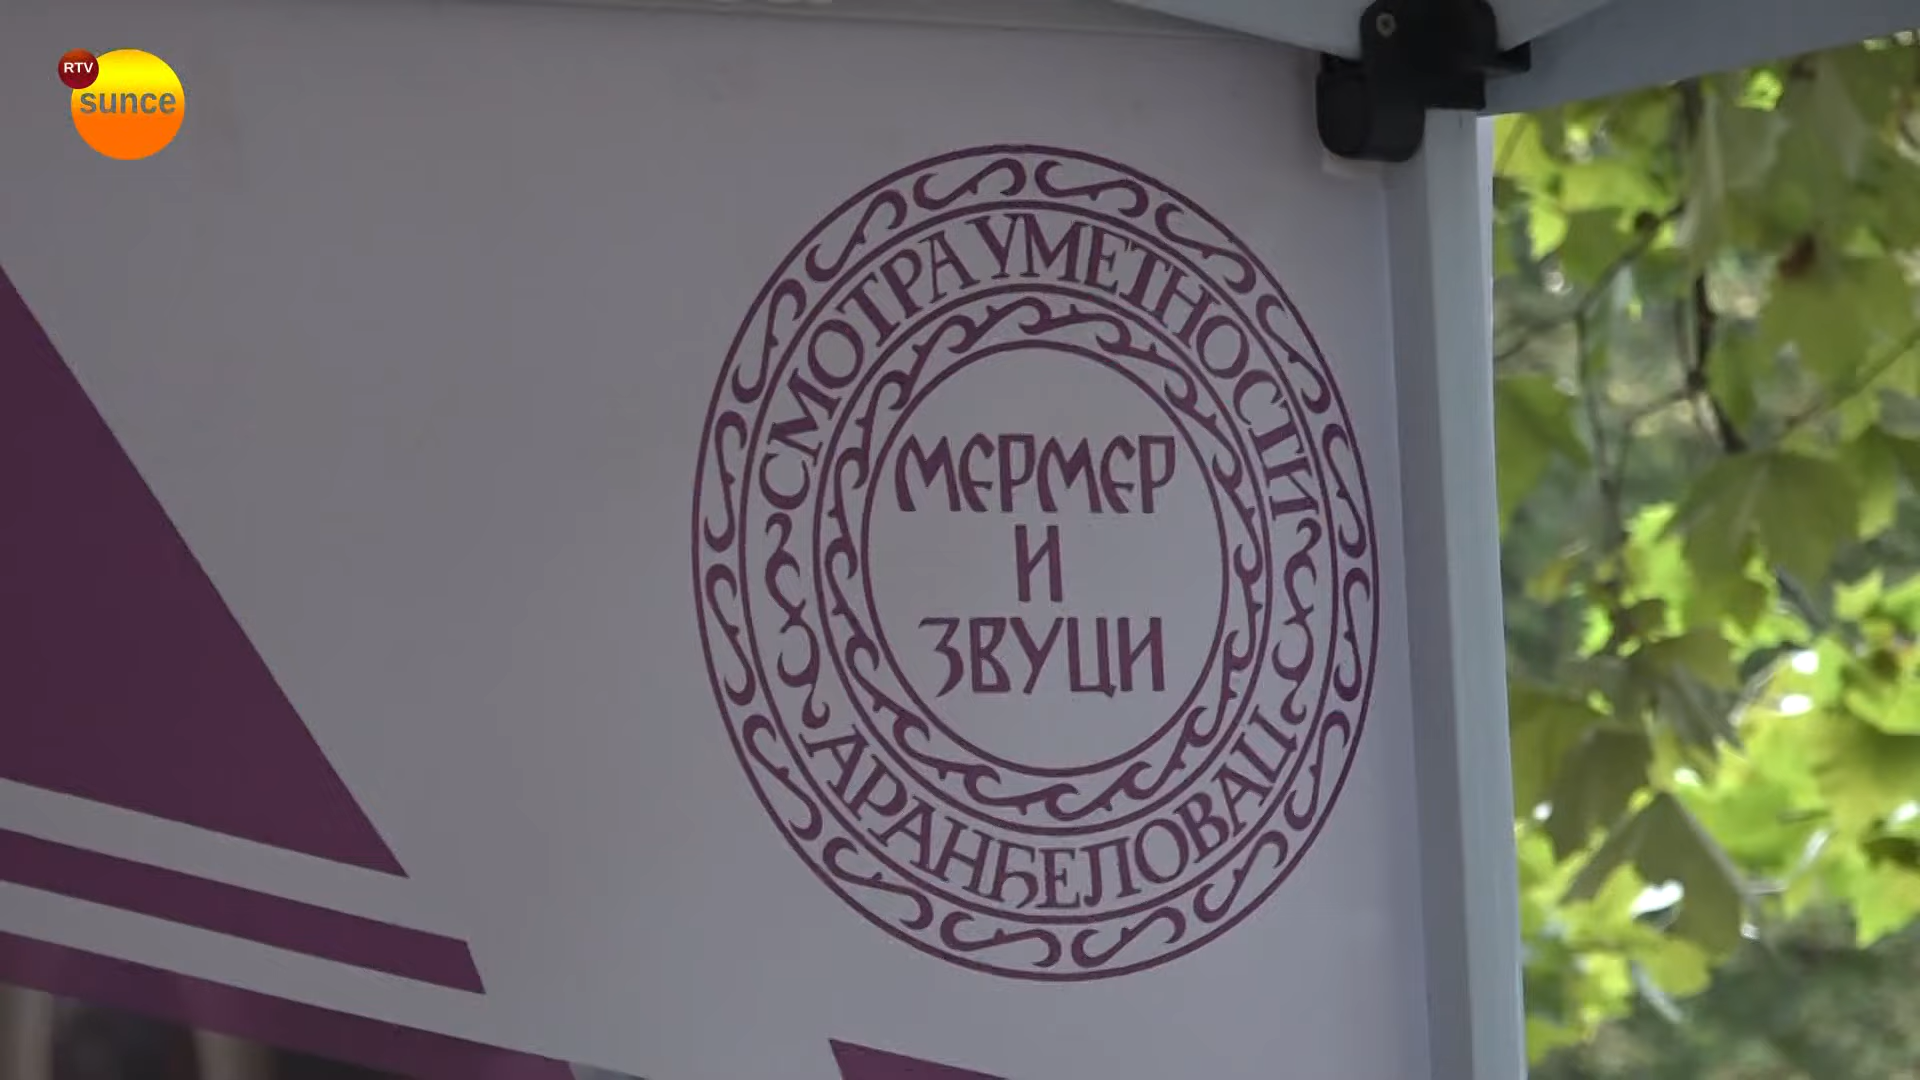 RTV
sunce
СМОТРА УМЕТНОСТИ
МЕРМЕР
И
ЗВУЦИ
АРАНЂЕЛОВАЦ